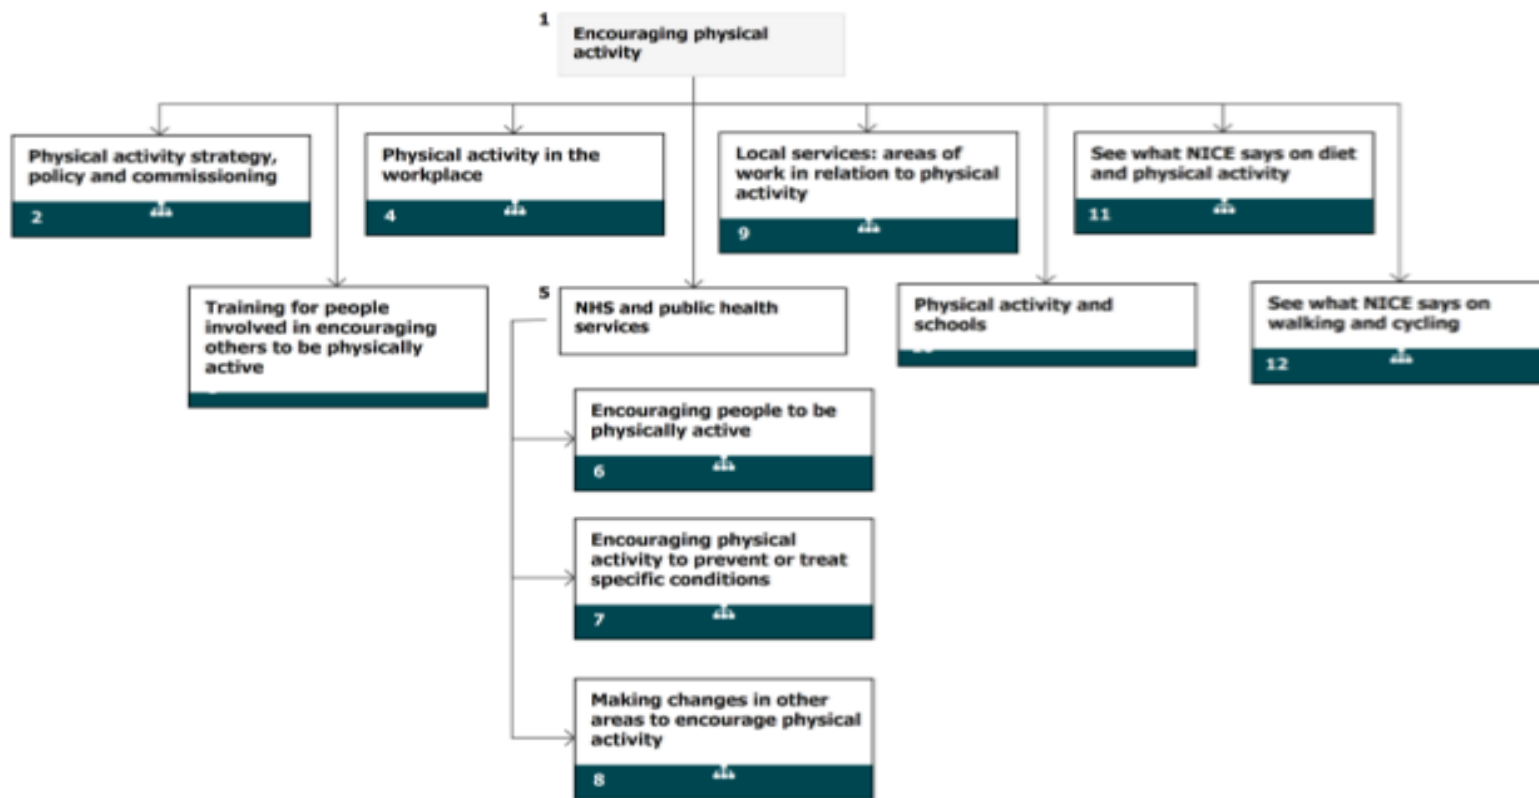 1
Encouraging physical
activity
Physical activity strategy,
policy and commissioning
2
Physical activity in the
workplace
4
Local services: areas of
work in relation to physical
activity
9
See what NICE says on diet
and physical activity
11
Training for people
involved in encouraging
others to be physically
active
5
NHS and public health
services
Physical activity and
schools
See what NICE says on
walking and cycling
12
Encouraging people to be
physically active
6
Encouraging physical
activity to prevent or treat
specific conditions
7
Making changes in other
areas to encourage physical
activity
8